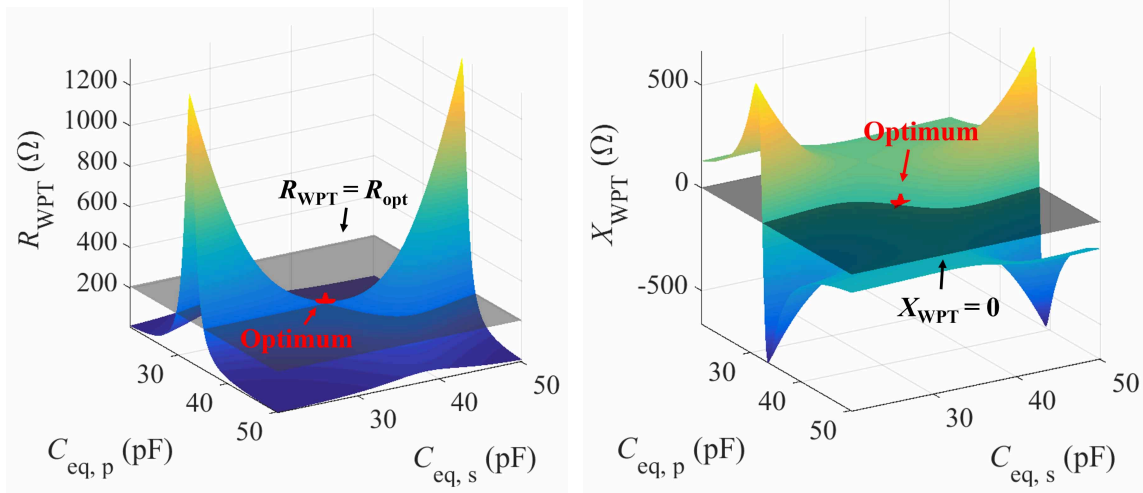 1200
1000
800
600
400
200
R_WPT (Ω)
R_WPT = R_opt
Optimum
30
40
50
C_eq, p (pF)
30
40
50
C_eq, s (pF)
500
0
-500
X_WPT (Ω)
Optimum
X_WPT = 0
30
40
50
C_eq, p (pF)
30
40
50
C_eq, s (pF)